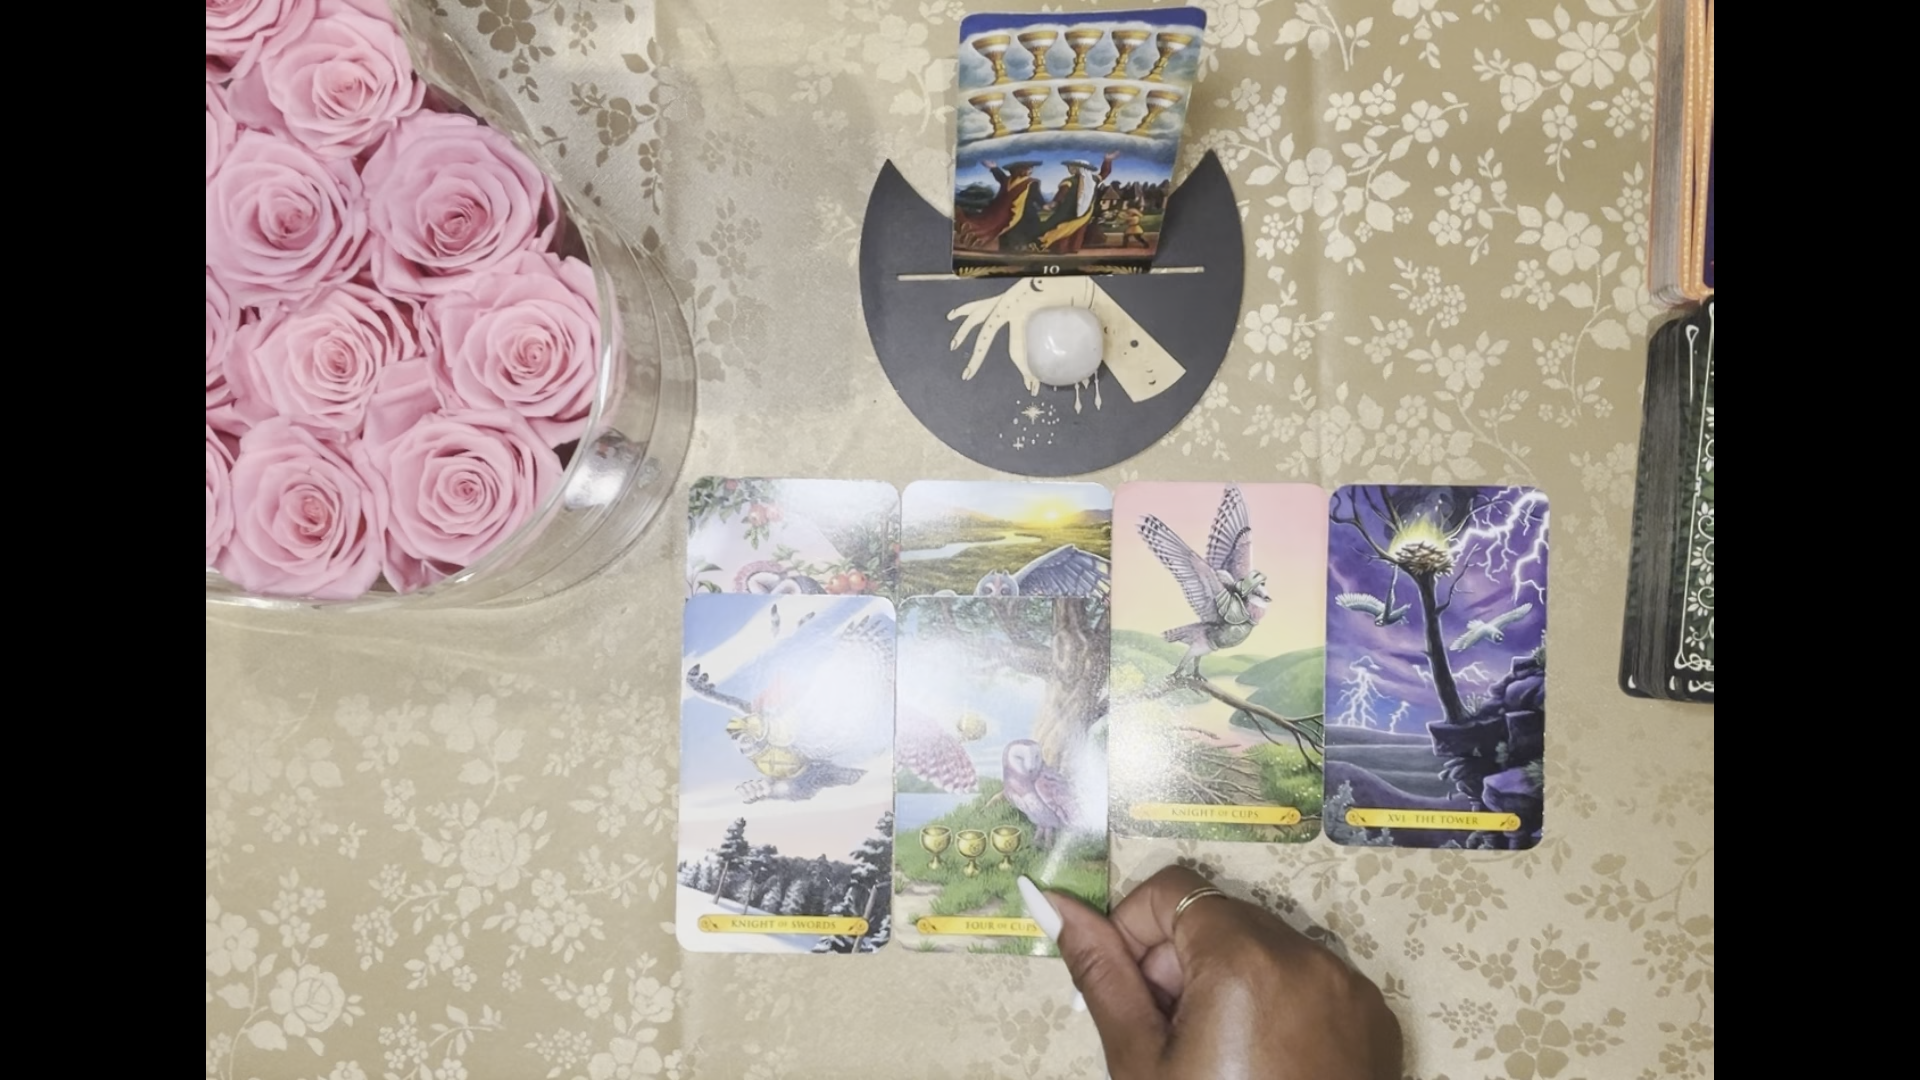 10
KNIGHT OF CUPS
XVI THE TOWER
KNIGHT OF SWORDS
FOUR OF CUPS